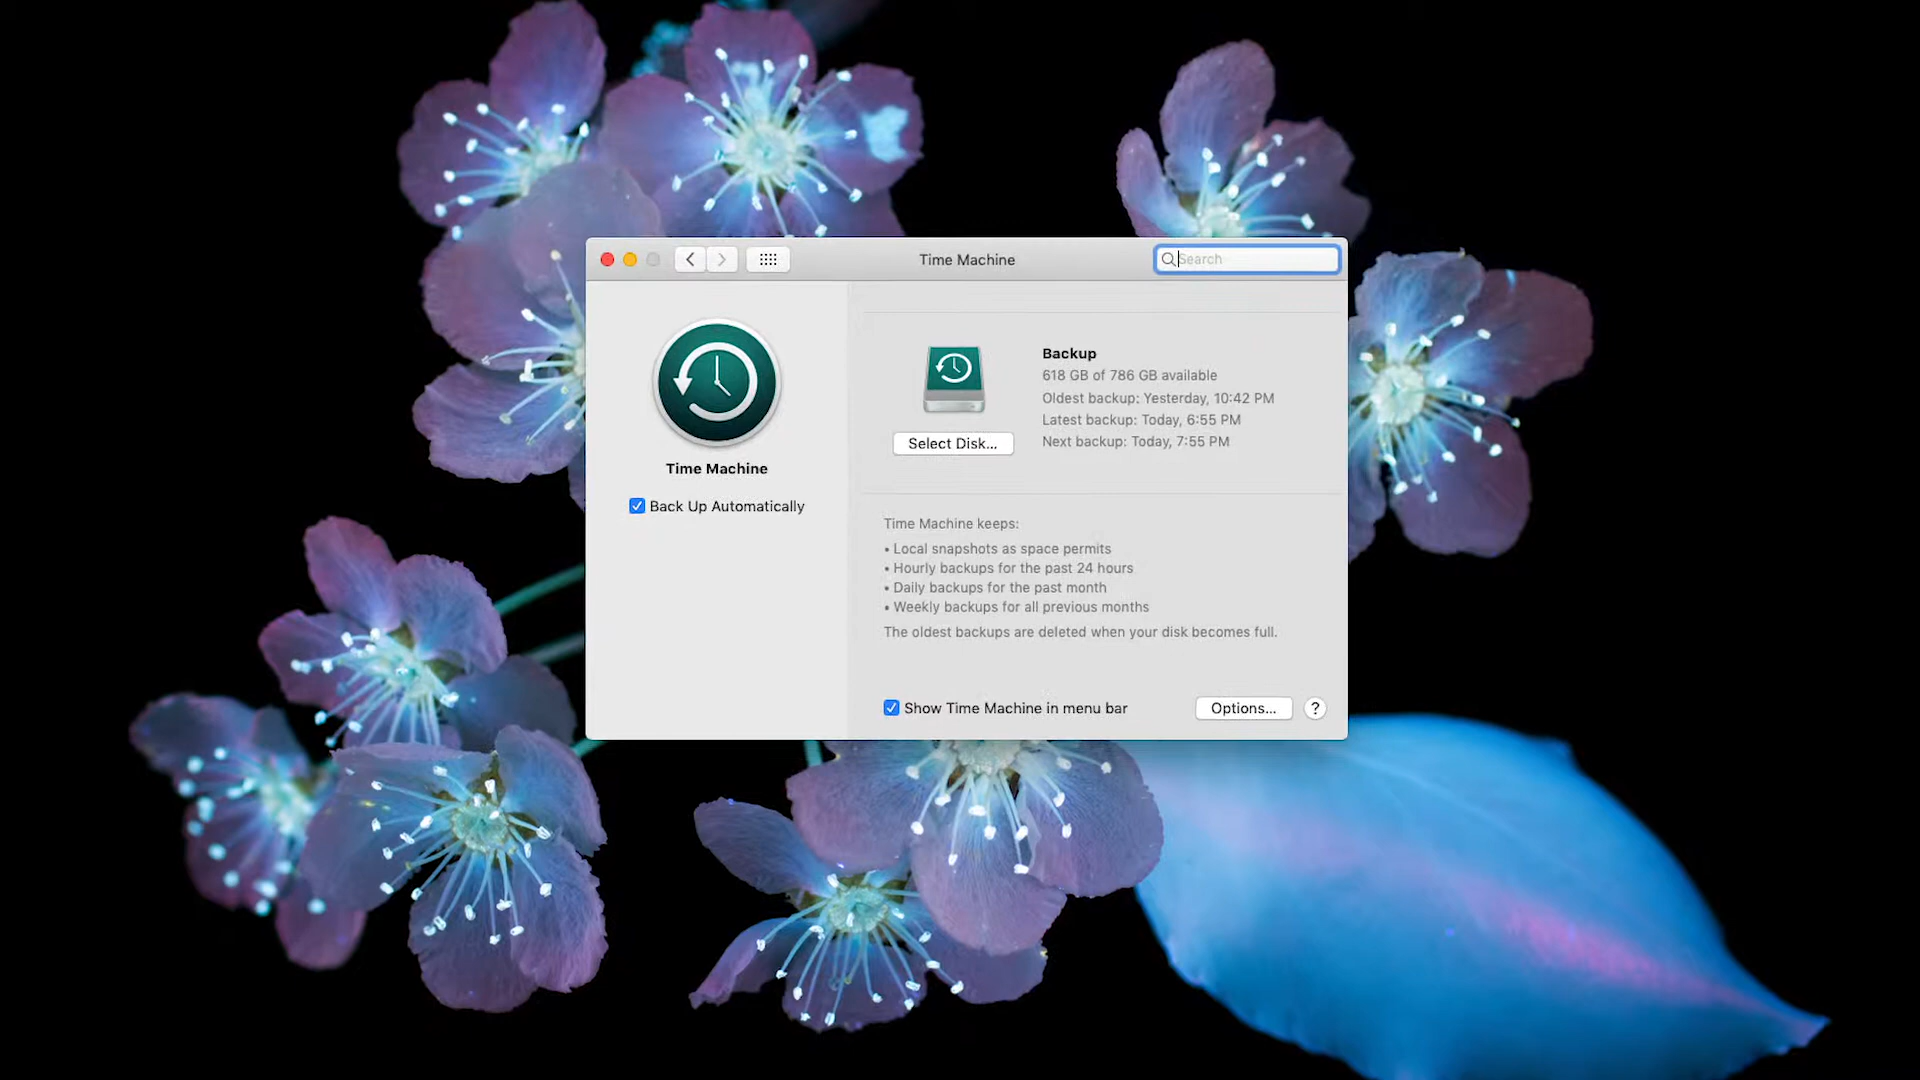 Time Machine
Search
Time Machine
Back Up Automatically
Backup
618 GB of 786 GB available
Oldest backup: Yesterday, 10:42 PM
Latest backup: Today, 6:55 PM
Next backup: Today, 7:55 PM
Select Disk...
Time Machine keeps:
• Local snapshots as space permits
• Hourly backups for the past 24 hours
• Daily backups for the past month
• Weekly backups for all previous months
The oldest backups are deleted when your disk becomes full.
Show Time Machine in menu bar
Options...
?